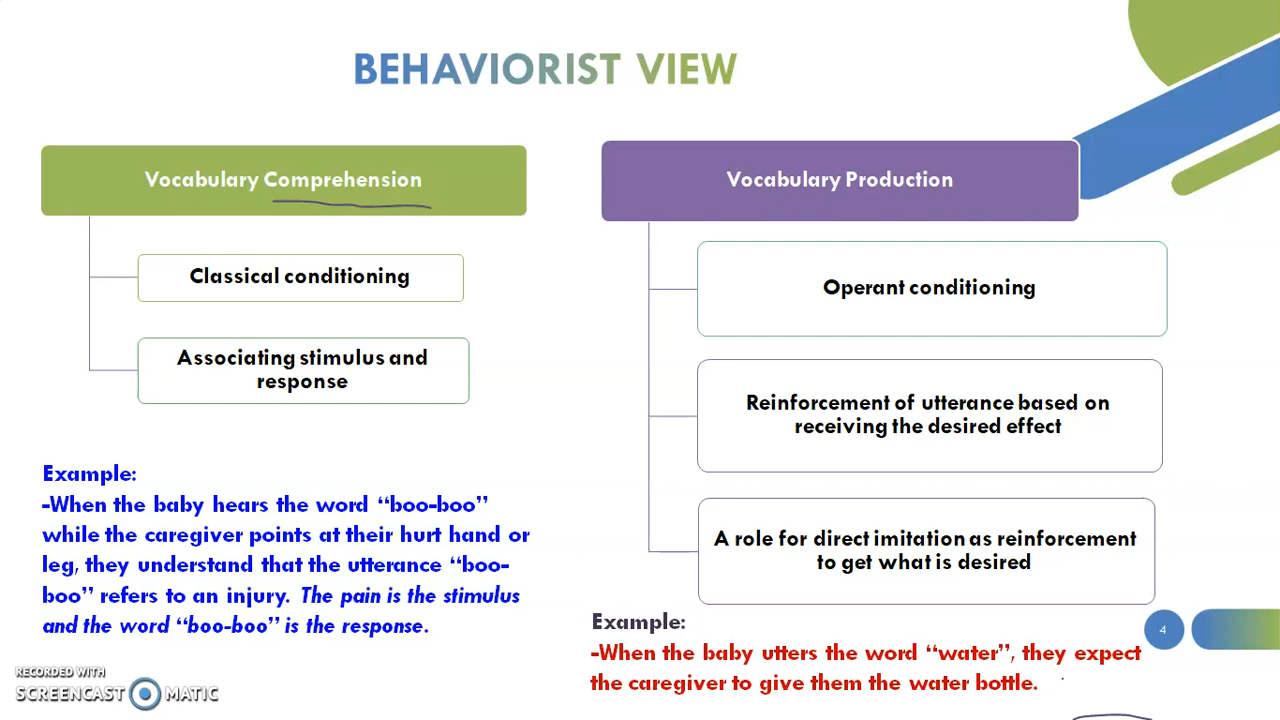 BEHAVIORIST VIEW
Vocabulary Comprehension
Classical conditioning
Associating stimulus and
response
Example:
-When the baby hears the word “boo-boo”
while the caregiver points at their hurt hand or
leg, they understand that the utterance “boo-
boo” refers to an injury. The pain is the stimulus
and the word “boo-boo” is the response.
Vocabulary Production
Operant conditioning
Reinforcement of utterance based on
receiving the desired effect
A role for direct imitation as reinforcement
to get what is desired
Example:
-When the baby utters the word “water”, they expect
the caregiver to give them the water bottle.
4
RECORDED WITH
SCREENCAST MATIC